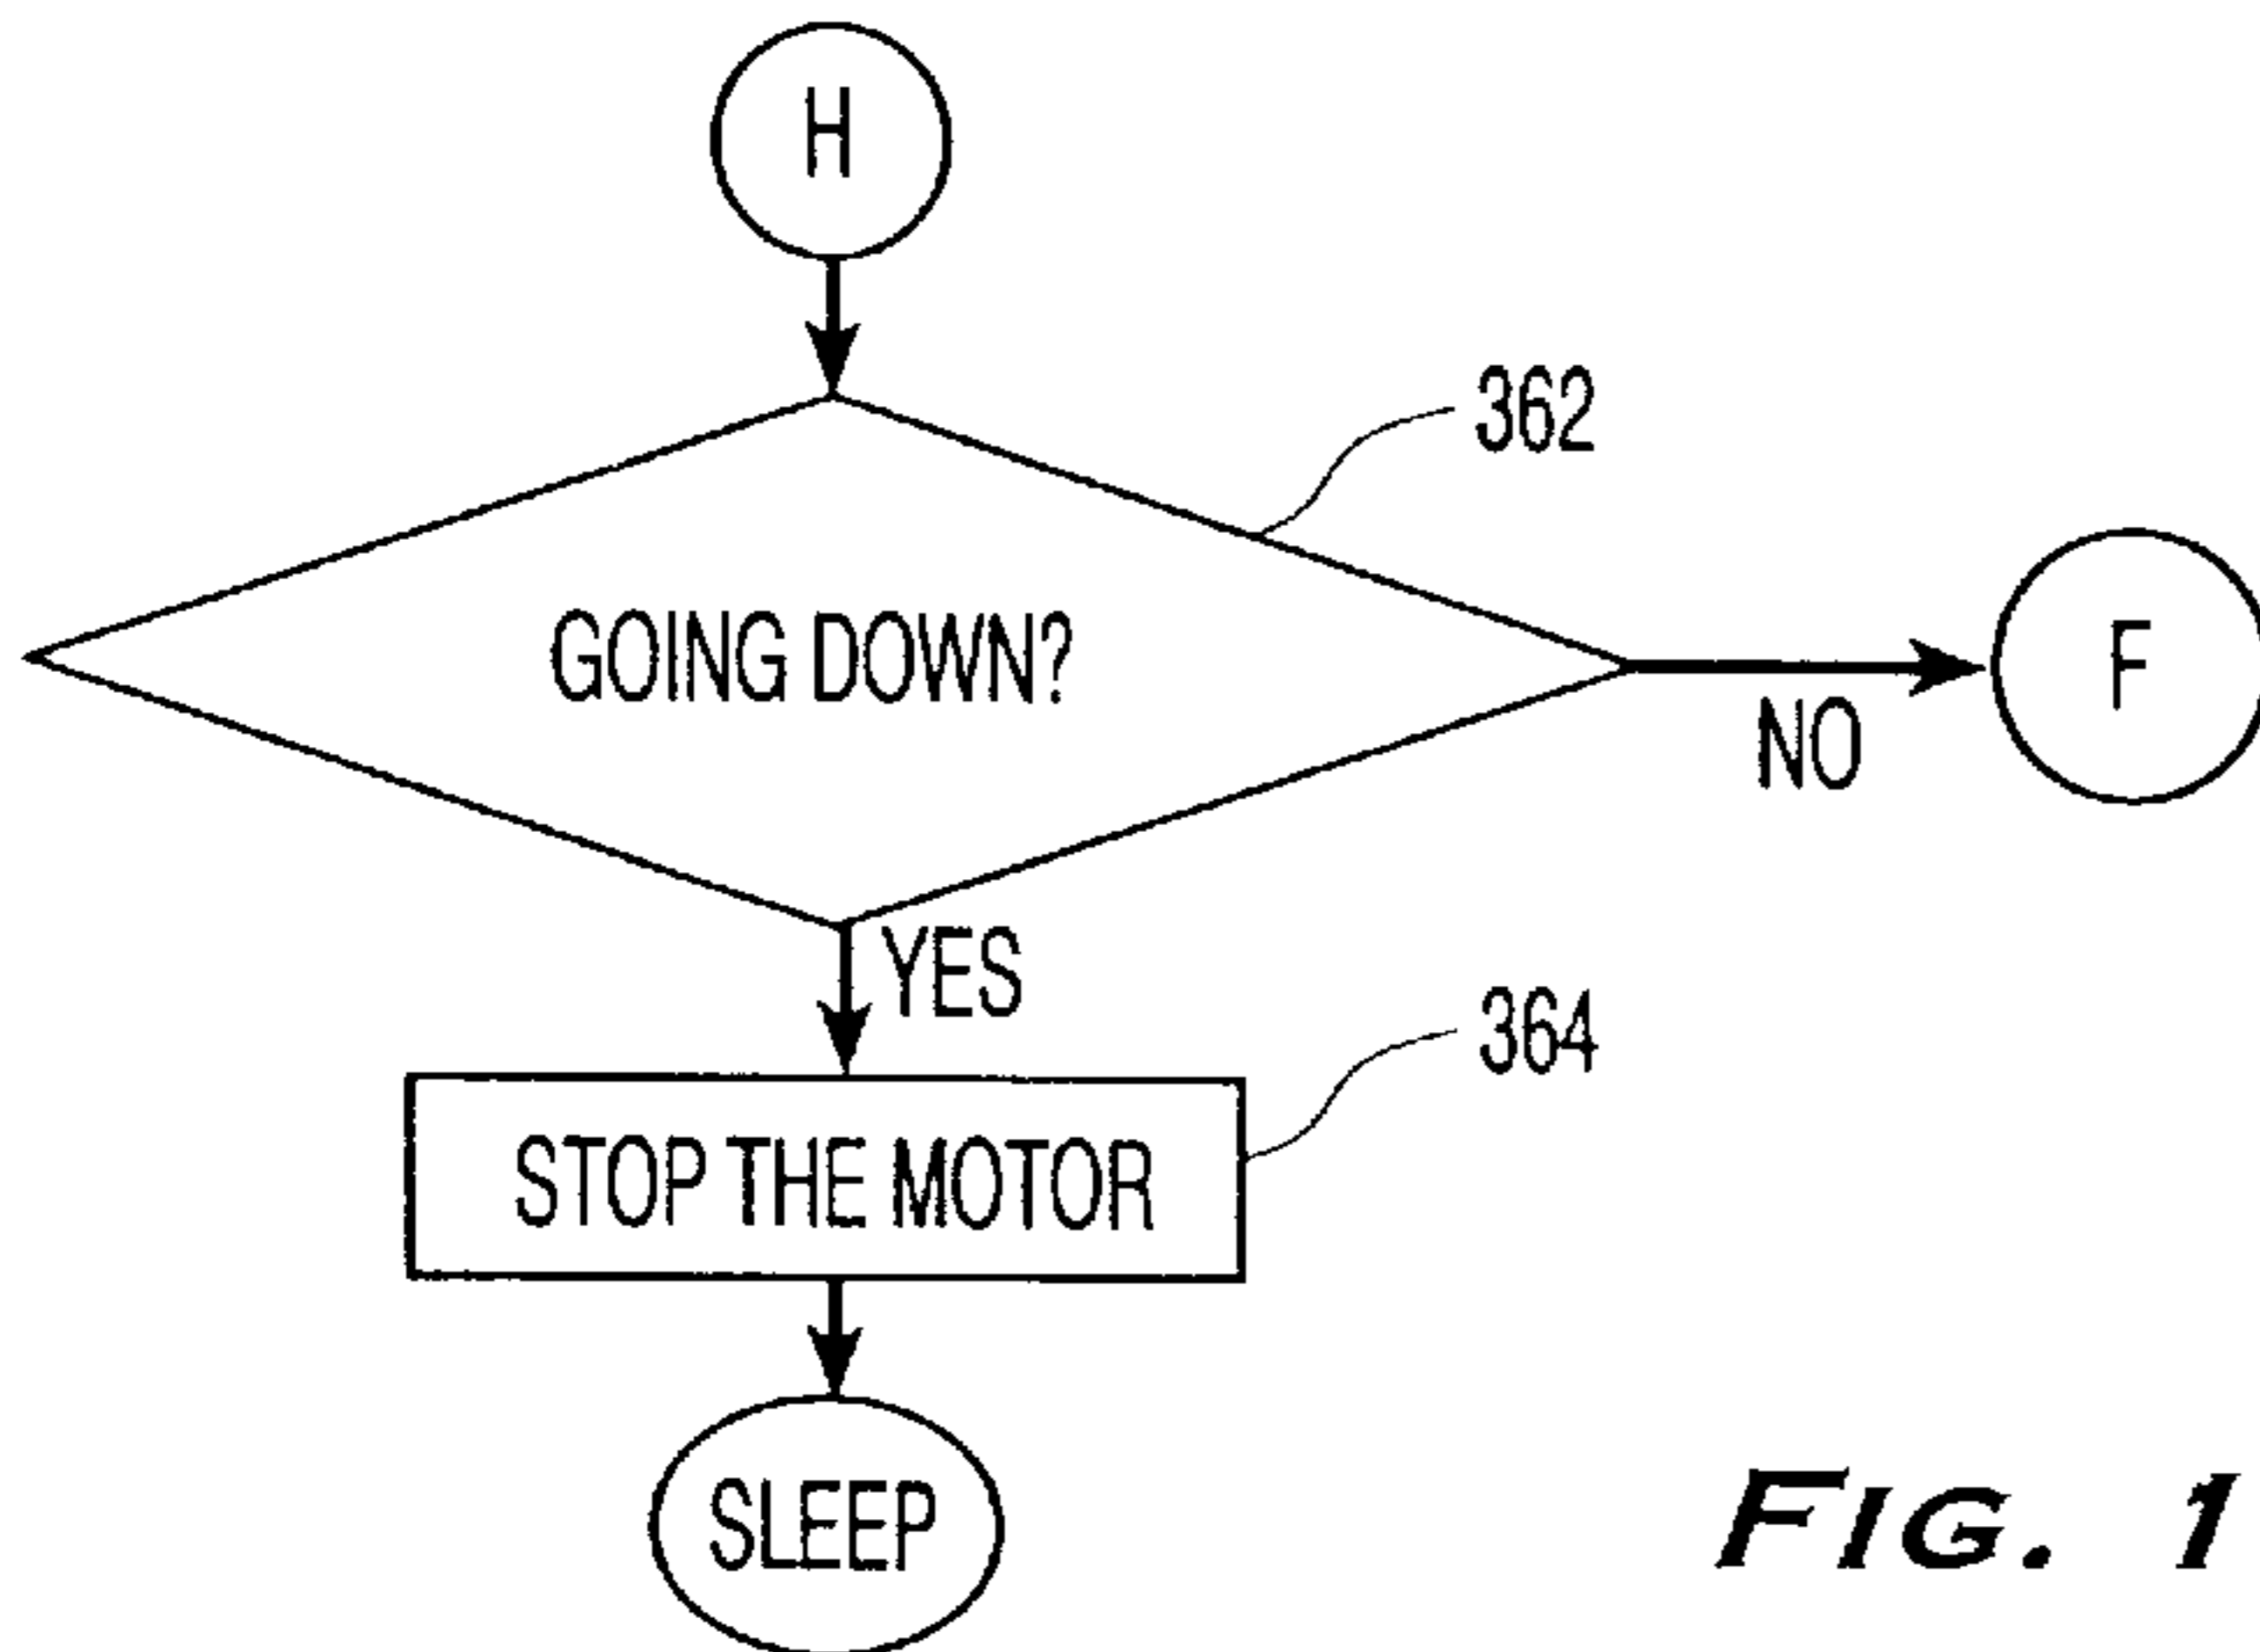 H
362
GOING DOWN?
F
NO
YES
364
STOP THE MOTOR
SLEEP
FIG. 1